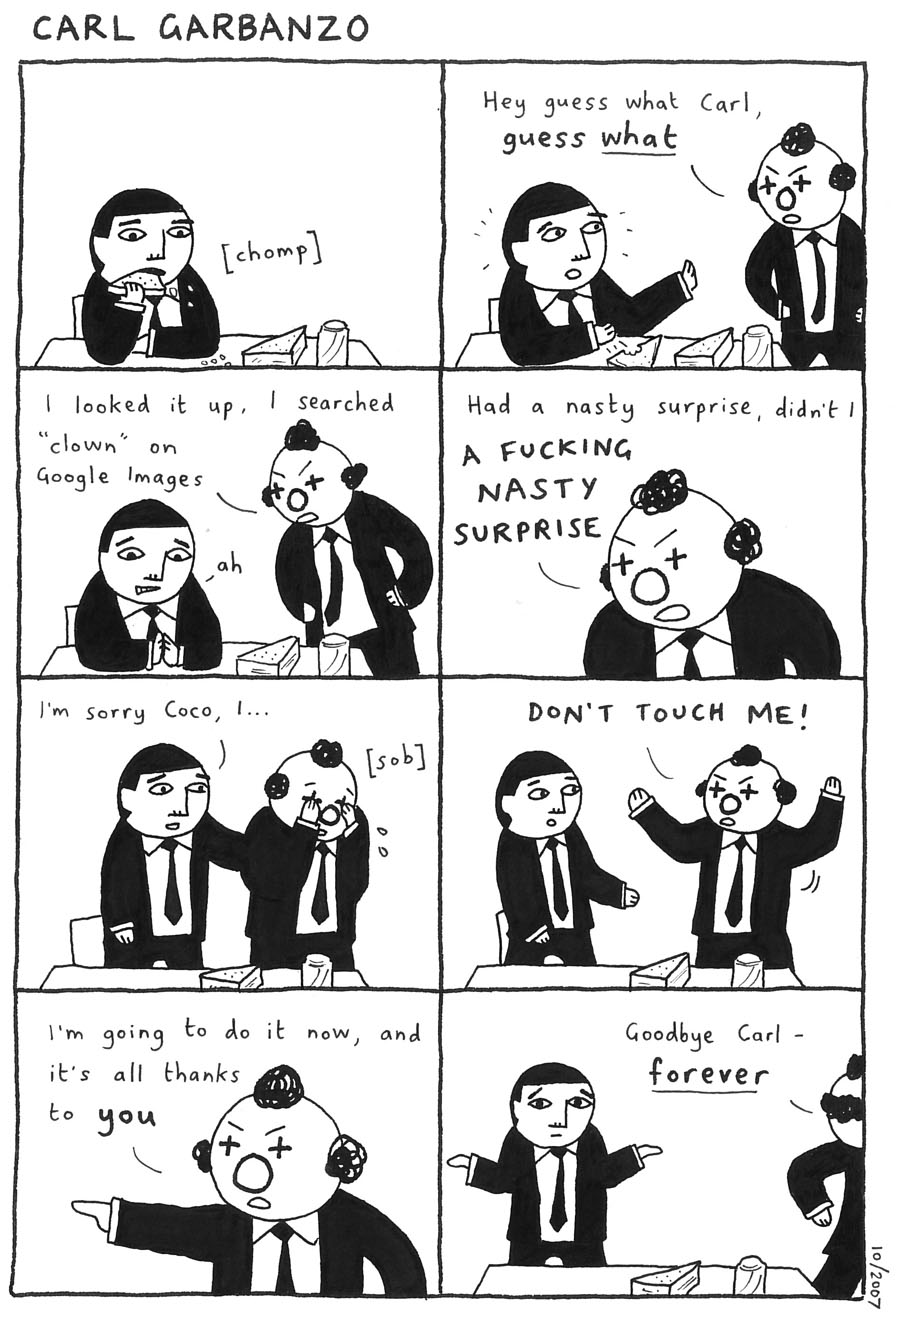 CARL GARBANZO
[chomp]
Hey guess what Carl,
guess what
I looked it up, I searched
"clown" on
Google Images
ah
Had a nasty surprise, didn't I
A FUCKING
NASTY
SURPRISE
I'm sorry Coco, I...
[sob]
DON'T TOUCH ME!
I'm going to do it now, and
it's all thanks
to you
Goodbye Carl -
forever
10/2007